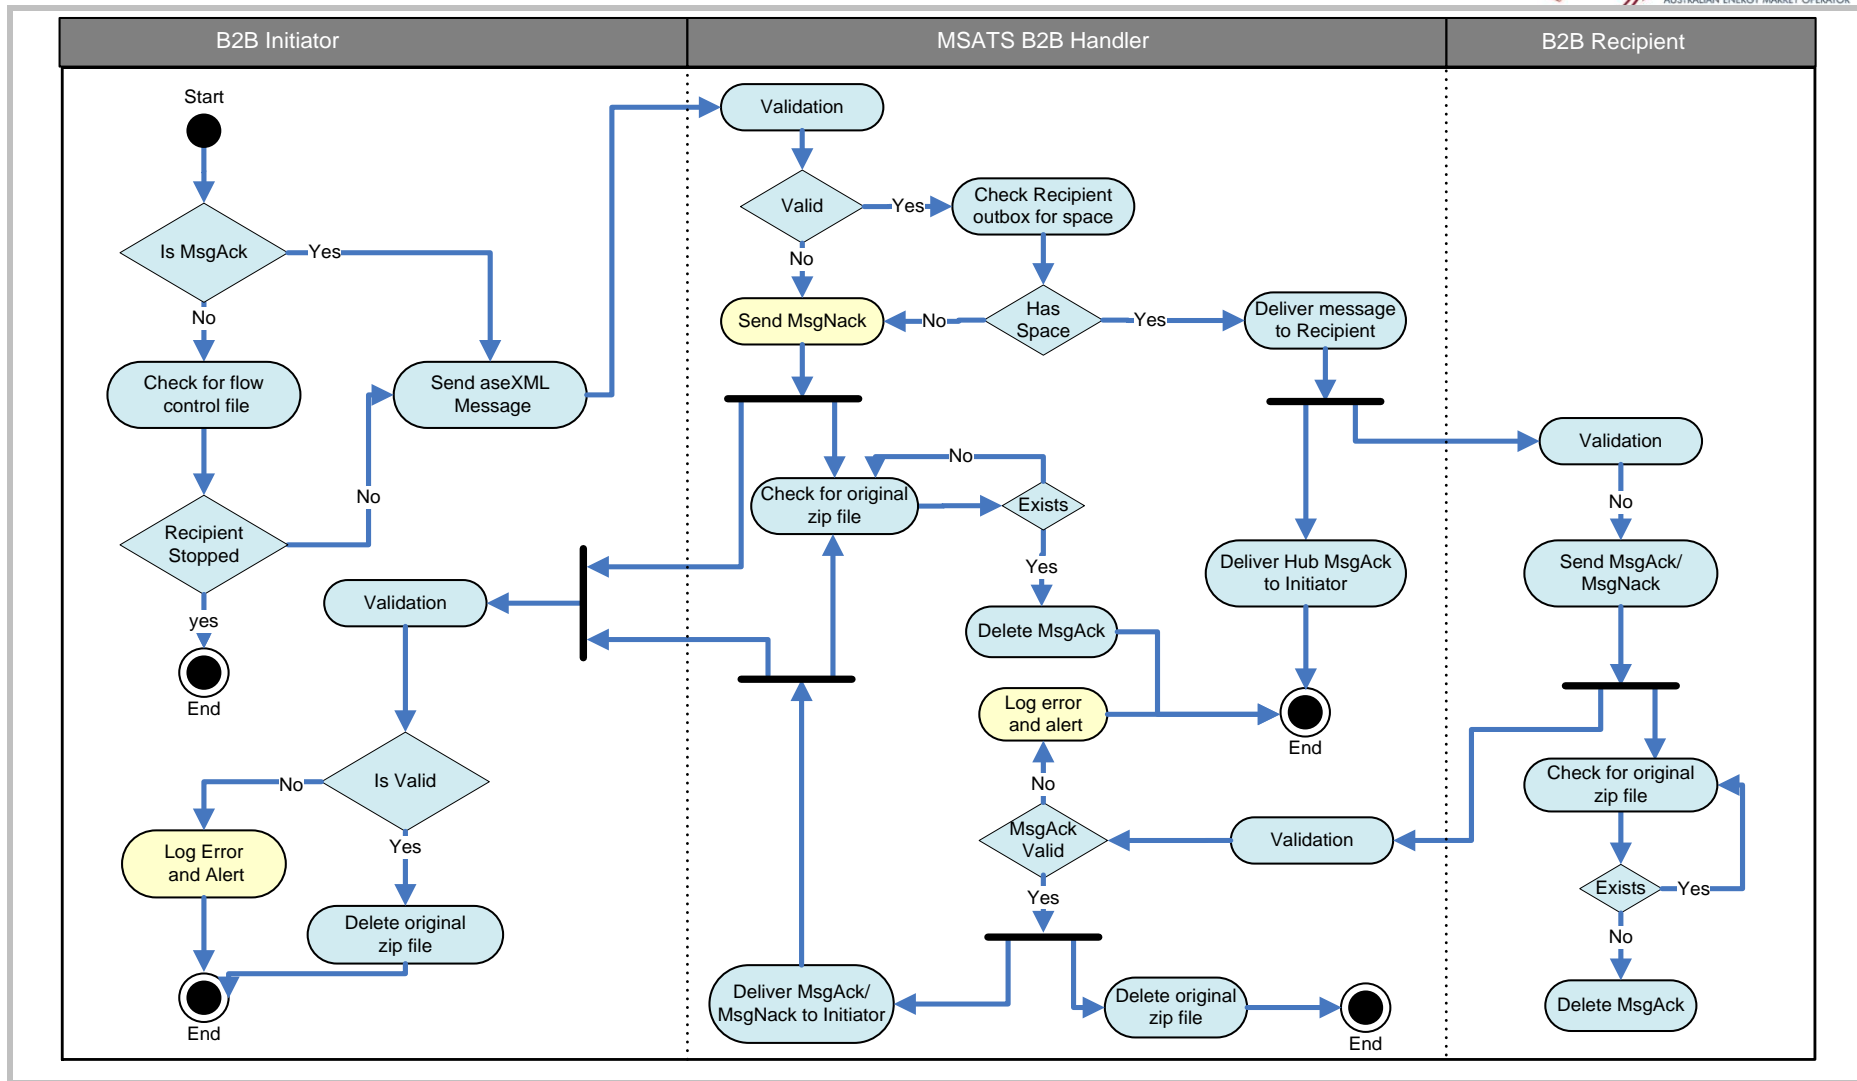 AUSTRALIAN ENERGY MARKET OPERATOR
B2B Initiator
MSATS B2B Handler
B2B Recipient
Start
Is MsgAck
Yes
No
Check for flow
control file
Send aseXML
Message
No
Recipient
Stopped
yes
End
Validation
Is Valid
No
Yes
Log Error
and Alert
Delete original
zip file
End
Validation
Valid
Yes
Check Recipient
outbox for space
No
Send MsgNack
No
Has
Space
Yes
Deliver message
to Recipient
No
Check for original
zip file
Exists
Yes
Deliver Hub MsgAck
to Initiator
Delete MsgAck
Log error
and alert
End
No
MsgAck
Valid
Validation
Yes
Deliver MsgAck/
MsgNack to Initiator
Delete original
zip file
End
Validation
No
Send MsgAck/
MsgNack
Check for original
zip file
Exists
Yes
No
Delete MsgAck